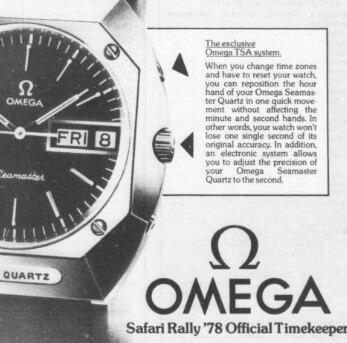 The exclusive
Omega TSA system.
When you change time zones
and have to reset your watch,
you can reposition the hour
hand of your Omega Seamas-
ter Quartz in one quick move-
ment without affecting the
minute and second hands. In
other words, your watch won't
lose one single second of its
original accuracy. In addition,
an electronic system allows
you to adjust the precision of
your Omega Seamaster
Quartz to the second.
Ω
OMEGA
FRI 8
Seamaster
QUARTZ
Ω
OMEGA
Safari Rally '78 Official Timekeeper